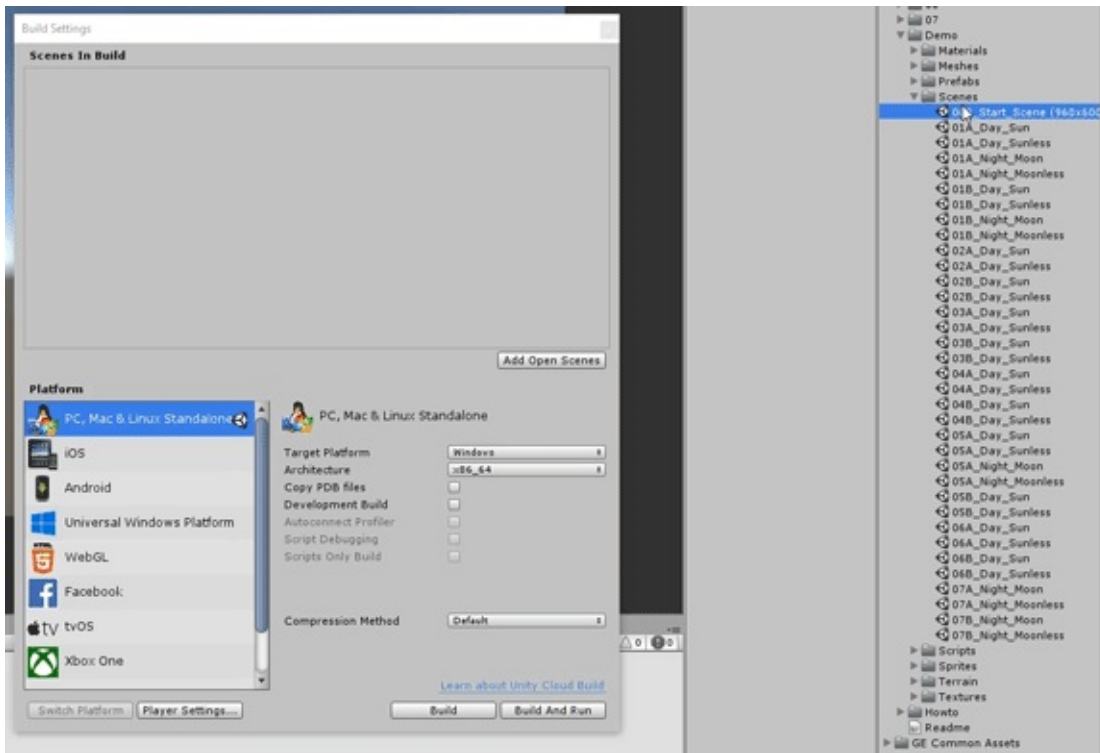 Build Settings
Scenes In Build
Add Open Scenes
Platform
PC, Mac & Linux Standalone
iOS
Android
Universal Windows Platform
WebGL
Facebook
tvOS
Xbox One
PC, Mac & Linux Standalone
Target Platform Windows
Architecture x86_64
Copy PDB files
Development Build
Autoconnect Profiler
Script Debugging
Scripts Only Build
Compression Method Default
Learn about Unity Cloud Build
Switch Platform Player Settings... Build Build And Run
0 0
07
Demo
Materials
Meshes
Prefabs
Scenes
Start_Scene (960x600
01A_Day_Sun
01A_Day_Sunless
01A_Night_Moon
01A_Night_Moonless
01B_Day_Sun
01B_Day_Sunless
01B_Night_Moon
01B_Night_Moonless
02A_Day_Sun
02A_Day_Sunless
02B_Day_Sun
02B_Day_Sunless
03A_Day_Sun
03A_Day_Sunless
03B_Day_Sun
03B_Day_Sunless
04A_Day_Sun
04A_Day_Sunless
04B_Day_Sun
04B_Day_Sunless
05A_Day_Sun
05A_Day_Sunless
05A_Night_Moon
05A_Night_Moonless
05B_Day_Sun
05B_Day_Sunless
06A_Day_Sun
06A_Day_Sunless
06B_Day_Sun
06B_Day_Sunless
07A_Night_Moon
07A_Night_Moonless
07B_Night_Moon
07B_Night_Moonless
Scripts
Sprites
Terrain
Textures
Howto
Readme
GE Common Assets